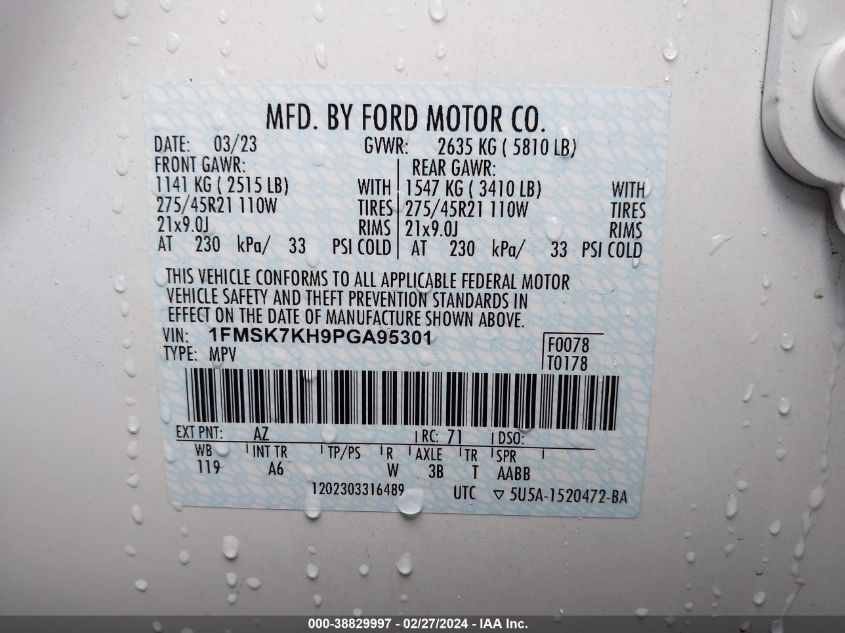 MFD. BY FORD MOTOR CO.
DATE: 03/23 GVWR: 2635 KG ( 5810 LB)
FRONT GAWR: REAR GAWR:
1141 KG ( 2515 LB) WITH 1547 KG ( 3410 LB) WITH
275/45R21 110W TIRES 275/45R21 110W TIRES
21x9.0J RIMS 21x9.0J RIMS
AT 230 kPa/ 33 PSI COLD AT 230 kPa/ 33 PSI COLD
THIS VEHICLE CONFORMS TO ALL APPLICABLE FEDERAL MOTOR
VEHICLE SAFETY AND THEFT PREVENTION STANDARDS IN
EFFECT ON THE DATE OF MANUFACTURE SHOWN ABOVE.
VIN: 1FMSK7KH9PGA95301 F0078
TYPE: MPV T0178
EXT PNT: AZ RC: 71 DSO:
WB INT TR TP/PS R AXLE TR SPR
119 A6 W 3B T AABB
1202303316489 UTC ▽ 5U5A-1520472-BA
000-38829997 - 02/27/2024 - IAA Inc.